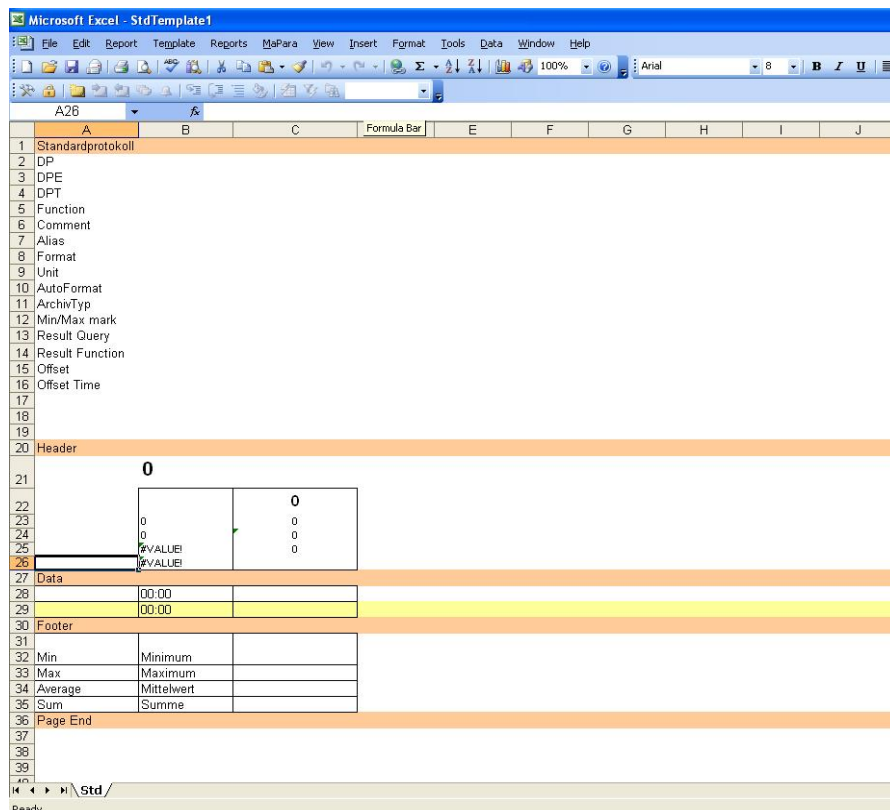 Microsoft Excel - StdTemplate1
File Edit Report Template Reports MaPara View Insert Format Tools Data Window Help
100% Arial 8 B I U
A26 fx
Formula Bar
A B C E F G H I J
1 Standardprotokoll
2 DP
3 DPE
4 DPT
5 Function
6 Comment
7 Alias
8 Format
9 Unit
10 AutoFormat
11 ArchivTyp
12 Min/Max mark
13 Result Query
14 Result Function
15 Offset
16 Offset Time
17
18
19
20 Header
21 0
22 0
23 0 0
24 0 0
25 #VALUE! 0
26 #VALUE!
27 Data
28 00:00
29 00:00
30 Footer
31
32 Min Minimum
33 Max Maximum
34 Average Mittelwert
35 Sum Summe
36 Page End
37
38
39
Std
Ready